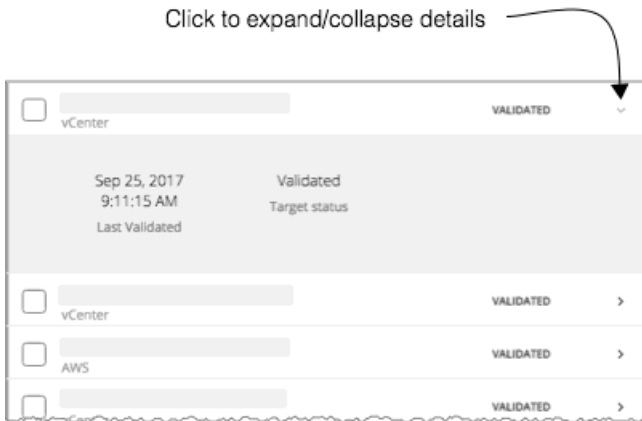 Click to expand/collapse details
VALIDATED
vCenter
Sep 25, 2017 Validated
9:11:15 AM Target status
Last Validated
VALIDATED
vCenter
VALIDATED
AWS
VALIDATED